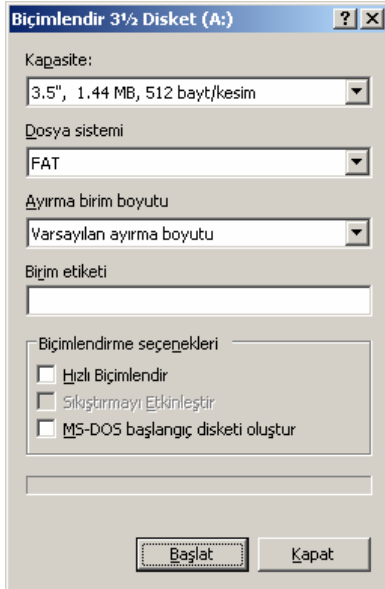 Biçimlendir 3½ Disket (A:)
Kapasite:
3.5", 1.44 MB, 512 bayt/kesim
Dosya sistemi
FAT
Ayırma birim boyutu
Varsayılan ayırma boyutu
Birim etiketi
Biçimlendirme seçenekleri
Hızlı Biçimlendir
Sıkıştırmayı Etkinleştir
MS-DOS başlangıç disketi oluştur
Başlat Kapat